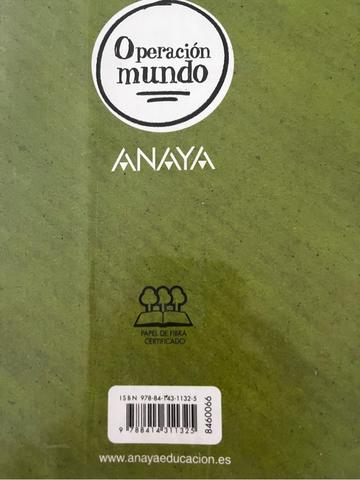 Operación
mundo
ANAYA
PAPEL DE FIBRA
CERTIFICADO
ISBN 978-84-143-1132-5
9 788414 311325
8460066
www.anayaeducacion.es